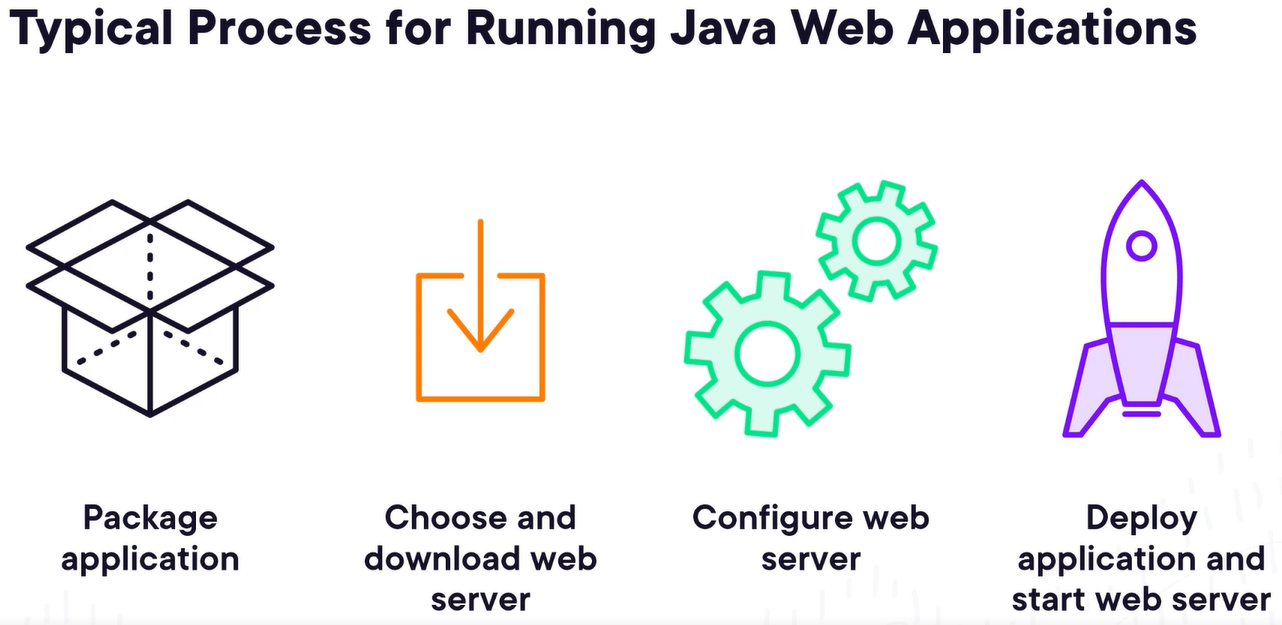 Typical Process for Running Java Web Applications
Package
application
Choose and
download web
server
Configure web
server
Deploy
application and
start web server